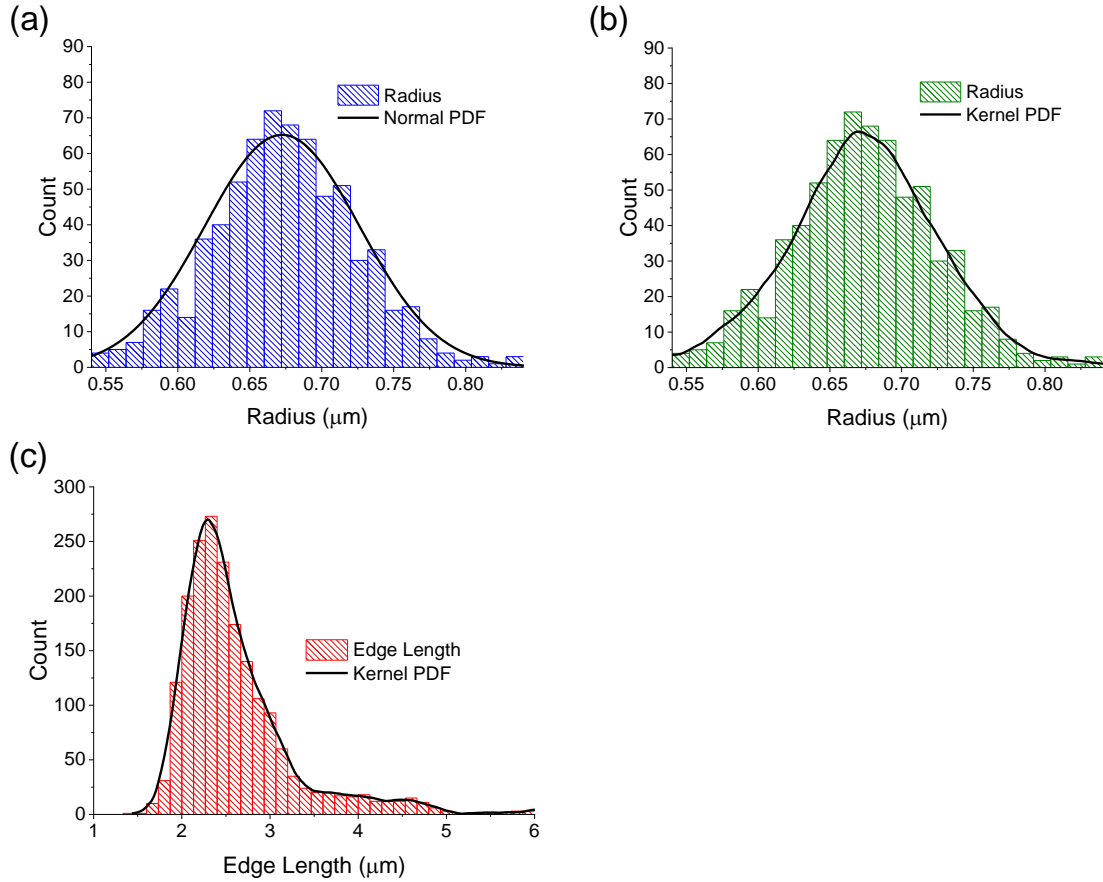 (a)
90
80
70
60
50
40
30
20
10
0
Count
Radius
Normal PDF
0.55 0.60 0.65 0.70 0.75 0.80
Radius (μm)
(b)
90
80
70
60
50
40
30
20
10
0
Count
Radius
Kernel PDF
0.55 0.60 0.65 0.70 0.75 0.80
Radius (μm)
(c)
300
250
200
150
100
50
0
Count
Edge Length
Kernel PDF
1 2 3 4 5 6
Edge Length (μm)